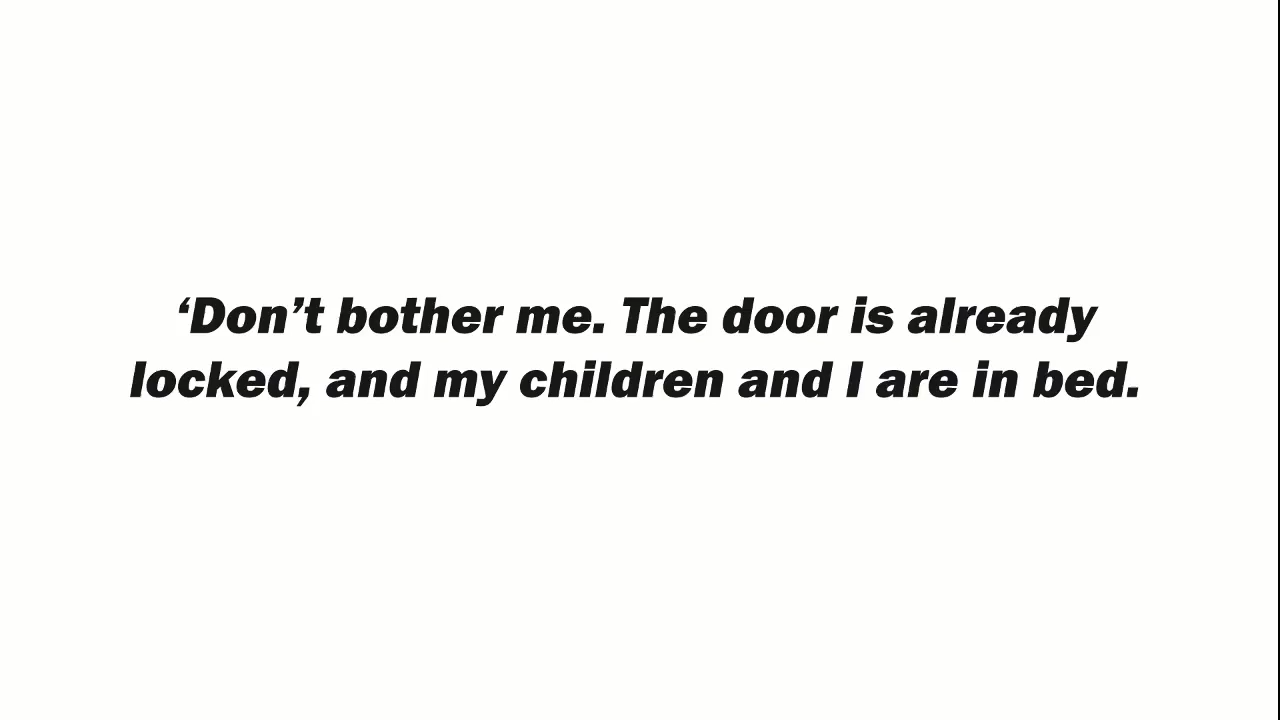 ‘Don’t bother me. The door is already
locked, and my children and I are in bed.